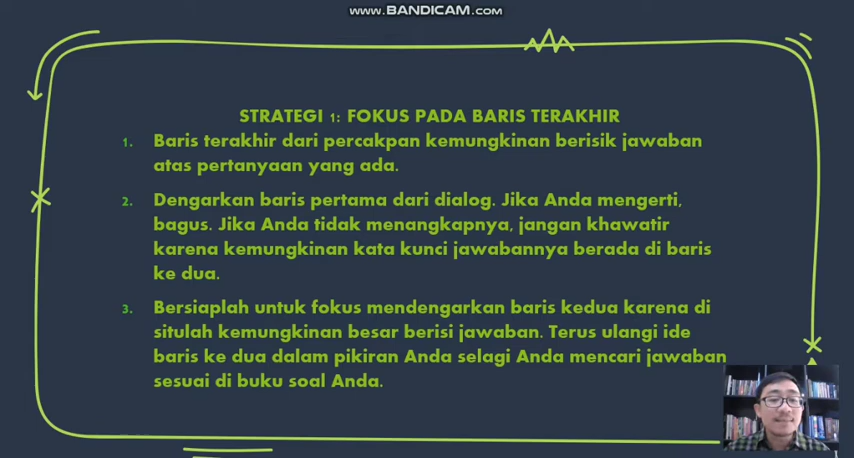 www.BANDICAM.com
STRATEGI 1: FOKUS PADA BARIS TERAKHIR
1. Baris terakhir dari percakpan kemungkinan berisik jawaban
atas pertanyaan yang ada.
2. Dengarkan baris pertama dari dialog. Jika Anda mengerti,
bagus. Jika Anda tidak menangkapnya, jangan khawatir
karena kemungkinan kata kunci jawabannya berada di baris
ke dua.
3. Bersiaplah untuk fokus mendengarkan baris kedua karena di
situlah kemungkinan besar berisi jawaban. Terus ulangi ide
baris ke dua dalam pikiran Anda selagi Anda mencari jawaban
sesuai di buku soal Anda.